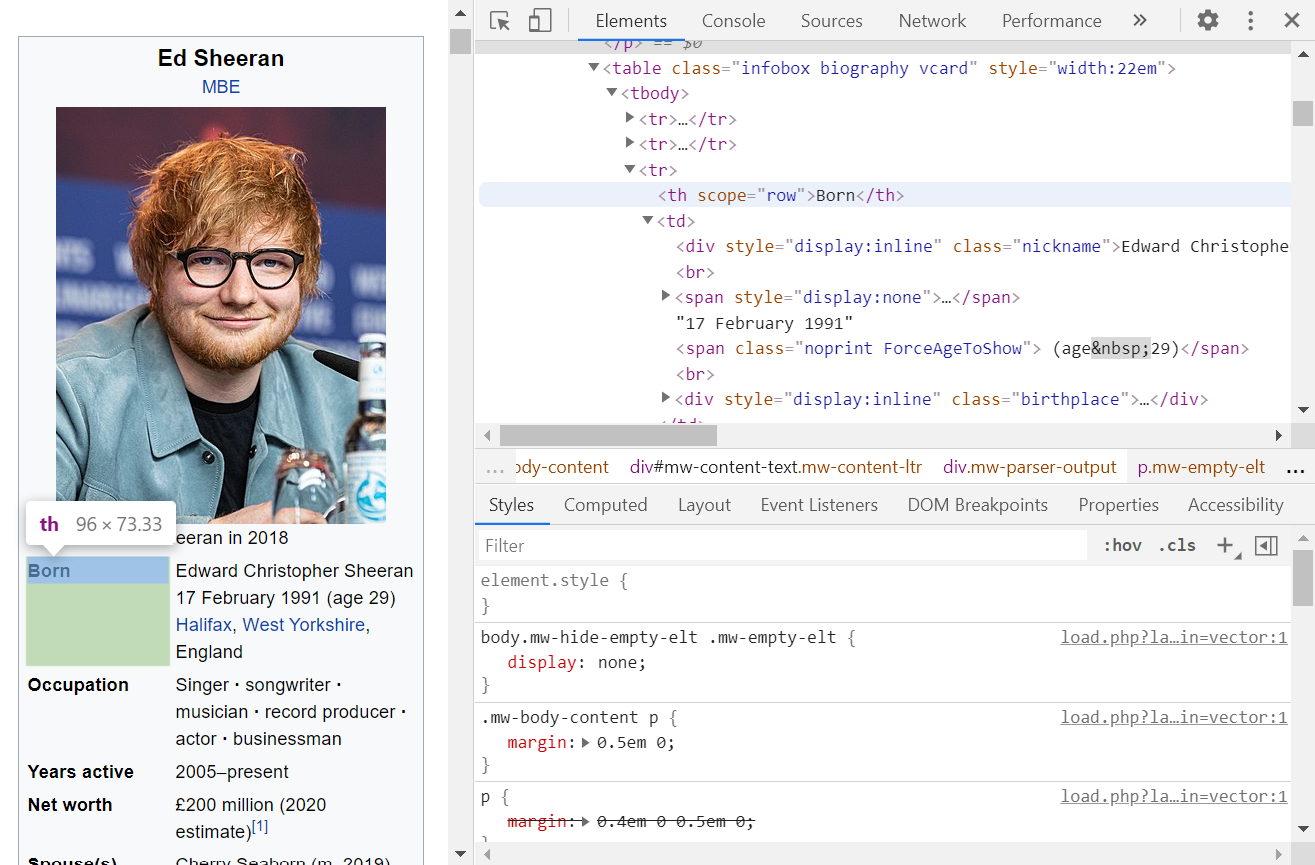 Ed Sheeran
MBE
eeran in 2018
th 96 × 73.33
Born
Edward Christopher Sheeran
17 February 1991 (age 29)
Halifax, West Yorkshire,
England
Occupation
Singer · songwriter ·
musician · record producer ·
actor · businessman
Years active
2005–present
Net worth
£200 million (2020
estimate)[1]
Spouse(s)
Cherry Seaborn (m. 2019)
Elements Console Sources Network Performance »
</p> == $0
<table class="infobox biography vcard" style="width:22em">
<tbody>
<tr>…</tr>
<tr>…</tr>
<tr>
<th scope="row">Born</th>
<td>
<div style="display:inline" class="nickname">Edward Christophe
<br>
<span style="display:none">…</span>
"17 February 1991"
<span class="noprint ForceAgeToShow"> (age&nbsp;29)</span>
<br>
<div style="display:inline" class="birthplace">…</div>
</td>
... ody-content div#mw-content-text.mw-content-ltr div.mw-parser-output p.mw-empty-elt ...
Styles Computed Layout Event Listeners DOM Breakpoints Properties Accessibility
Filter :hov .cls +
element.style {
}
body.mw-hide-empty-elt .mw-empty-elt { load.php?la…in=vector:1
display: none;
}
.mw-body-content p { load.php?la…in=vector:1
margin: 0.5em 0;
}
p { load.php?la…in=vector:1
margin: 0.4em 0 0.5em 0;
}